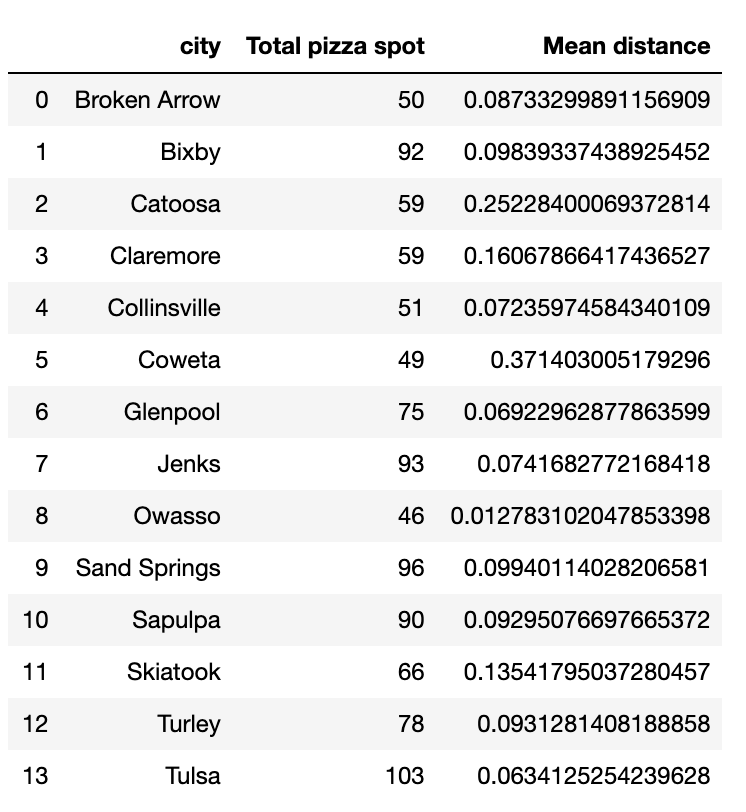 city Total pizza spot Mean distance
0 Broken Arrow 50 0.08733299891156909
1 Bixby 92 0.09839337438925452
2 Catoosa 59 0.25228400069372814
3 Claremore 59 0.16067866417436527
4 Collinsville 51 0.07235974584340109
5 Coweta 49 0.371403005179296
6 Glenpool 75 0.06922962877863599
7 Jenks 93 0.0741682772168418
8 Owasso 46 0.012783102047853398
9 Sand Springs 96 0.09940114028206581
10 Sapulpa 90 0.09295076697665372
11 Skiatook 66 0.13541795037280457
12 Turley 78 0.0931281408188858
13 Tulsa 103 0.0634125254239628